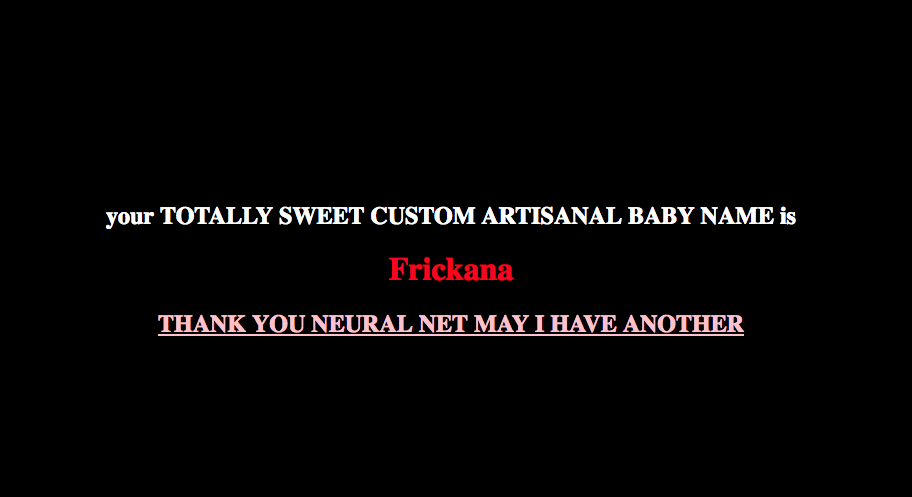 your TOTALLY SWEET CUSTOM ARTISANAL BABY NAME is
Frickana
THANK YOU NEURAL NET MAY I HAVE ANOTHER